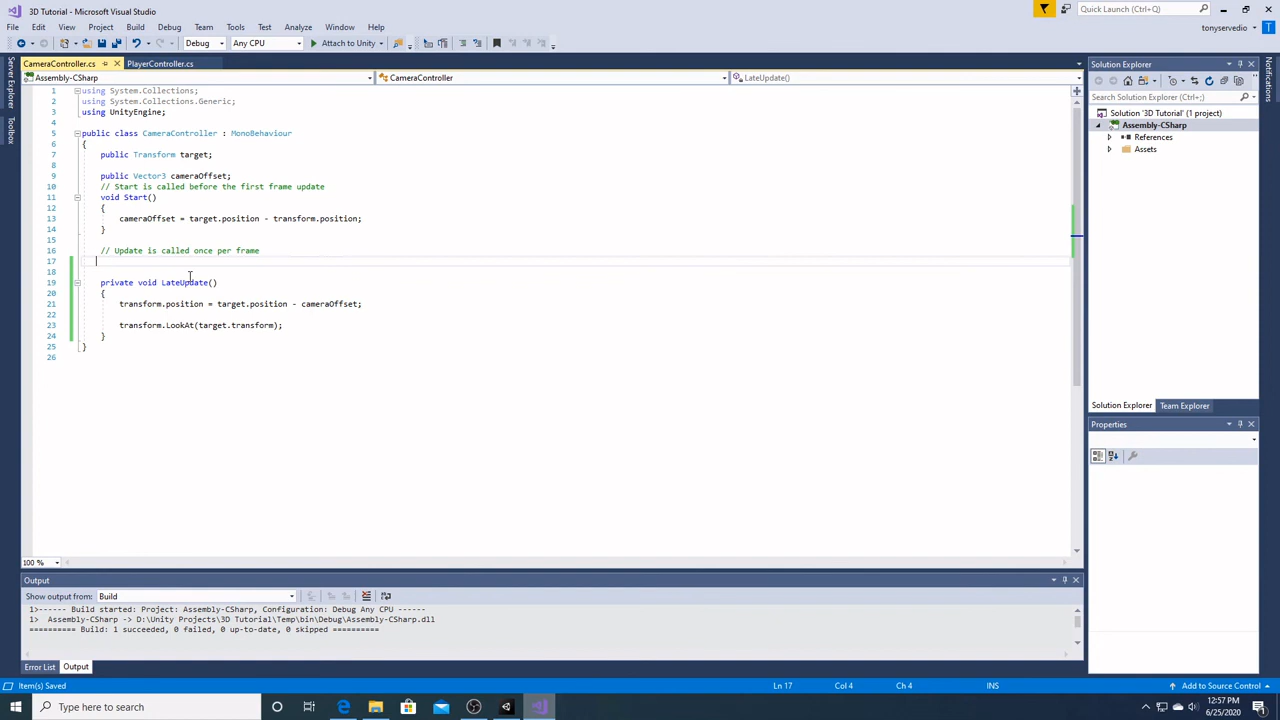 3D Tutorial - Microsoft Visual Studio
Quick Launch (Ctrl+;)
File Edit View Project Build Debug Team Tools Test Analyze Window Help
tonyservedio T
Debug Any CPU Attach to Unity
CameraController.cs PlayerController.cs
Assembly-CSharp CameraController LateUpdate()
1 using System.Collections;
2 using System.Collections.Generic;
3 using UnityEngine;
4
5 public class CameraController : MonoBehaviour
6 {
7 public Transform target;
8
9 public Vector3 cameraOffset;
10 // Start is called before the first frame update
11 void Start()
12 {
13 cameraOffset = target.position - transform.position;
14 }
15
16 // Update is called once per frame
17
18
19 private void LateUpdate()
20 {
21 transform.position = target.position - cameraOffset;
22
23 transform.LookAt(target.transform);
24 }
25 }
26
100 %
Server Explorer
Toolbox
Notifications
Solution Explorer
Search Solution Explorer (Ctrl+;)
Solution '3D Tutorial' (1 project)
Assembly-CSharp
References
Assets
Solution Explorer Team Explorer
Properties
Output
Show output from: Build
1>------ Build started: Project: Assembly-CSharp, Configuration: Debug Any CPU ------
1>  Assembly-CSharp -> D:\Unity Projects\3D Tutorial\Temp\bin\Debug\Assembly-CSharp.dll
========== Build: 1 succeeded, 0 failed, 0 up-to-date, 0 skipped ==========
Error List Output
Item(s) Saved Ln 17 Col 4 Ch 4 INS Add to Source Control
Type here to search
12:57 PM
6/25/2020